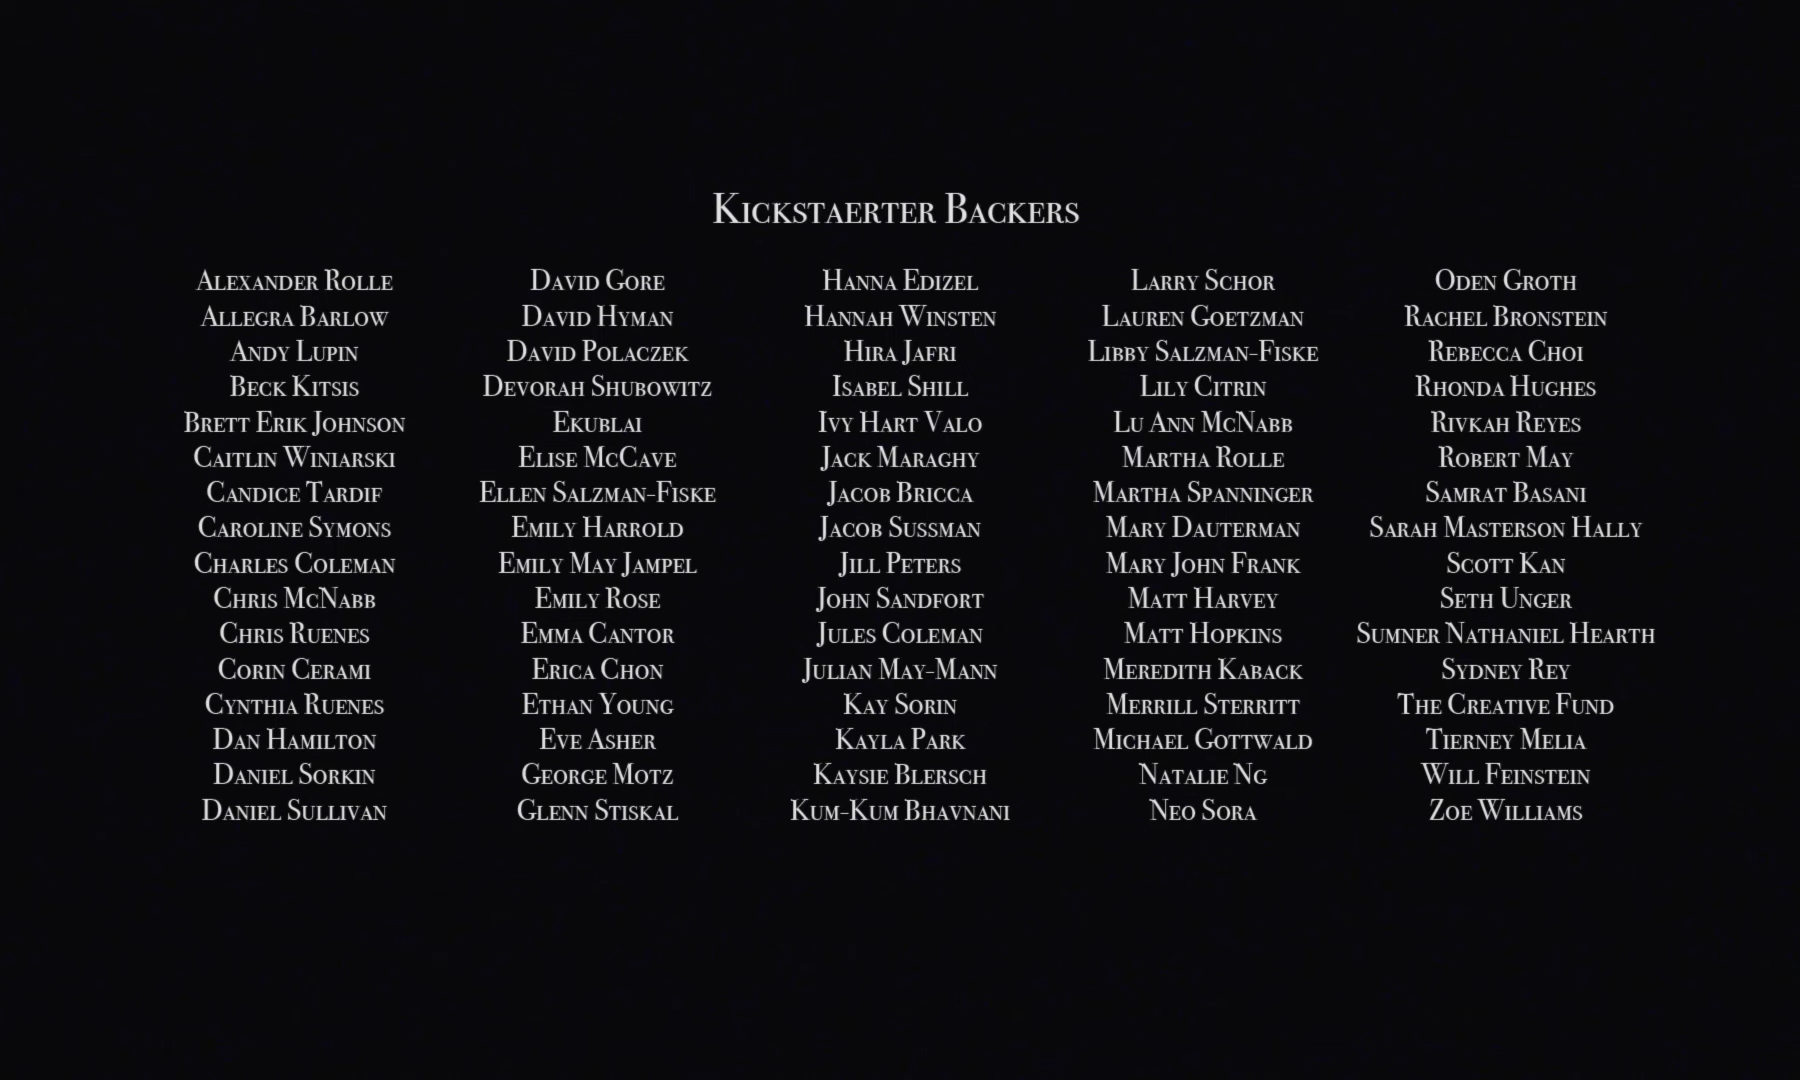 Kickstaerter Backers
Alexander Rolle
Allegra Barlow
Andy Lupin
Beck Kitsis
Brett Erik Johnson
Caitlin Winiarski
Candice Tardif
Caroline Symons
Charles Coleman
Chris McNabb
Chris Ruenes
Corin Cerami
Cynthia Ruenes
Dan Hamilton
Daniel Sorkin
Daniel Sullivan
David Gore
David Hyman
David Polaczek
Devorah Shubowitz
Ekublai
Elise McCave
Ellen Salzman-Fiske
Emily Harrold
Emily May Jampel
Emily Rose
Emma Cantor
Erica Chon
Ethan Young
Eve Asher
George Motz
Glenn Stiskal
Hanna Edizel
Hannah Winsten
Hira Jafri
Isabel Shill
Ivy Hart Valo
Jack Maraghy
Jacob Bricca
Jacob Sussman
Jill Peters
John Sandfort
Jules Coleman
Julian May-Mann
Kay Sorin
Kayla Park
Kaysie Blersch
Kum-Kum Bhavnani
Larry Schor
Lauren Goetzman
Libby Salzman-Fiske
Lily Citrin
Lu Ann McNabb
Martha Rolle
Martha Spanninger
Mary Dauterman
Mary John Frank
Matt Harvey
Matt Hopkins
Meredith Kaback
Merrill Sterritt
Michael Gottwald
Natalie Ng
Neo Sora
Oden Groth
Rachel Bronstein
Rebecca Choi
Rhonda Hughes
Rivkah Reyes
Robert May
Samrat Basani
Sarah Masterson Hally
Scott Kan
Seth Unger
Sumner Nathaniel Hearth
Sydney Rey
The Creative Fund
Tierney Melia
Will Feinstein
Zoe Williams